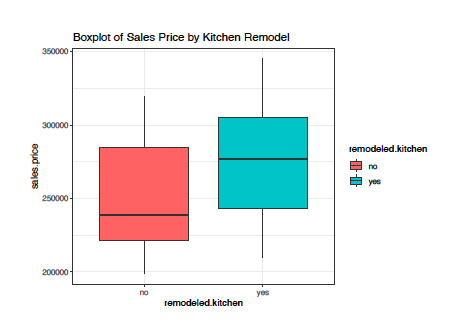 Boxplot of Sales Price by Kitchen Remodel
350000
300000
250000
200000
sales.price
no
yes
remodeled.kitchen
remodeled.kitchen
no
yes